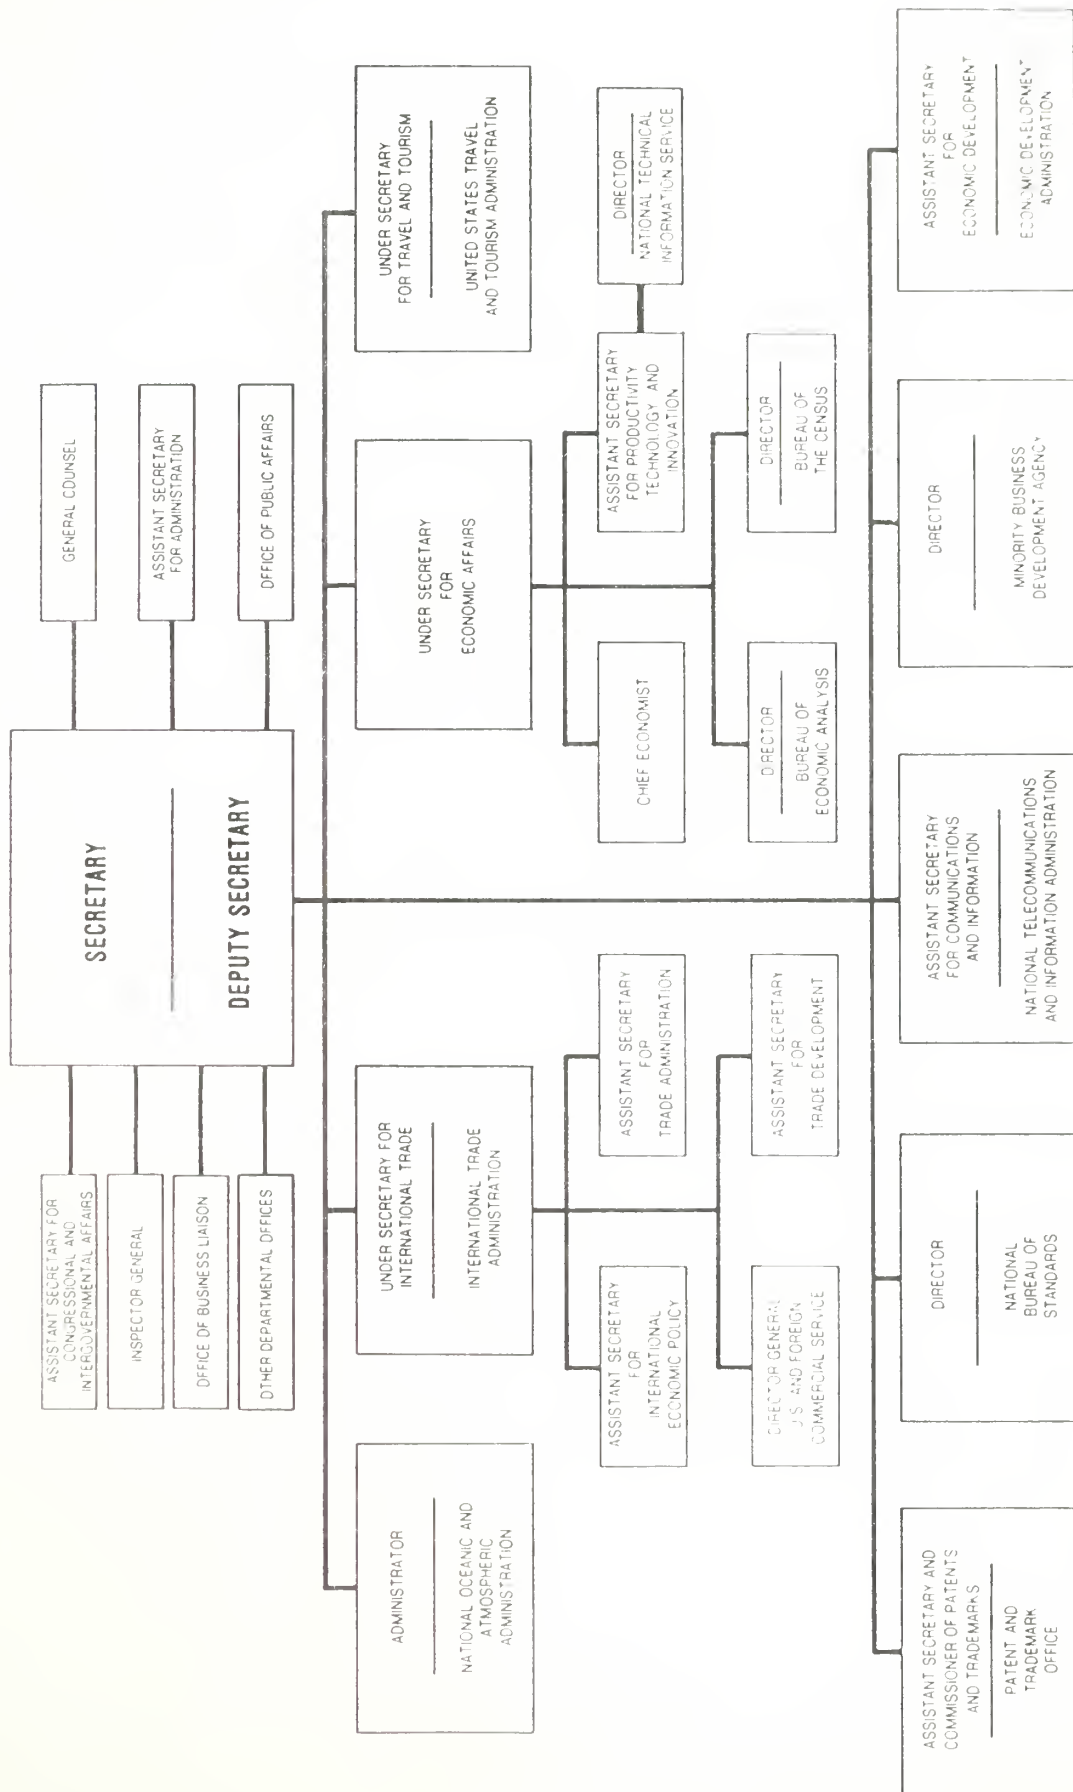 SECRETARY
DEPUTY SECRETARY
ASSISTANT SECRETARY FOR
CONGRESSIONAL AND
INTERGOVERNMENTAL AFFAIRS
INSPECTOR GENERAL
OFFICE OF BUSINESS LIAISON
OTHER DEPARTMENTAL OFFICES
GENERAL COUNSEL
ASSISTANT SECRETARY
FOR ADMINISTRATION
OFFICE OF PUBLIC AFFAIRS
ADMINISTRATOR
NATIONAL OCEANIC AND
ATMOSPHERIC
ADMINISTRATION
UNDER SECRETARY FOR
INTERNATIONAL TRADE
INTERNATIONAL TRADE
ADMINISTRATION
UNDER SECRETARY
FOR
ECONOMIC AFFAIRS
UNDER SECRETARY
FOR TRAVEL AND TOURISM
UNITED STATES TRAVEL
AND TOURISM ADMINISTRATION
ASSISTANT SECRETARY
FOR
INTERNATIONAL
ECONOMIC POLICY
ASSISTANT SECRETARY
FOR
TRADE ADMINISTRATION
CHIEF ECONOMIST
ASSISTANT SECRETARY
FOR PRODUCTIVITY
TECHNOLOGY AND
INNOVATION
DIRECTOR
NATIONAL TECHNICAL
INFORMATION SERVICE
DIRECTOR GENERAL
U.S. AND FOREIGN
COMMERCIAL SERVICE
ASSISTANT SECRETARY
FOR
TRADE DEVELOPMENT
DIRECTOR
BUREAU OF
ECONOMIC ANALYSIS
DIRECTOR
BUREAU OF
THE CENSUS
ASSISTANT SECRETARY AND
COMMISSIONER OF PATENTS
AND TRADEMARKS
PATENT AND
TRADEMARK
OFFICE
DIRECTOR
NATIONAL
BUREAU OF
STANDARDS
ASSISTANT SECRETARY
FOR COMMUNICATIONS
AND INFORMATION
NATIONAL TELECOMMUNICATIONS
AND INFORMATION ADMINISTRATION
DIRECTOR
MINORITY BUSINESS
DEVELOPMENT AGENCY
ASSISTANT SECRETARY
FOR
ECONOMIC DEVELOPMENT
ECONOMIC DEVELOPMENT
ADMINISTRATION